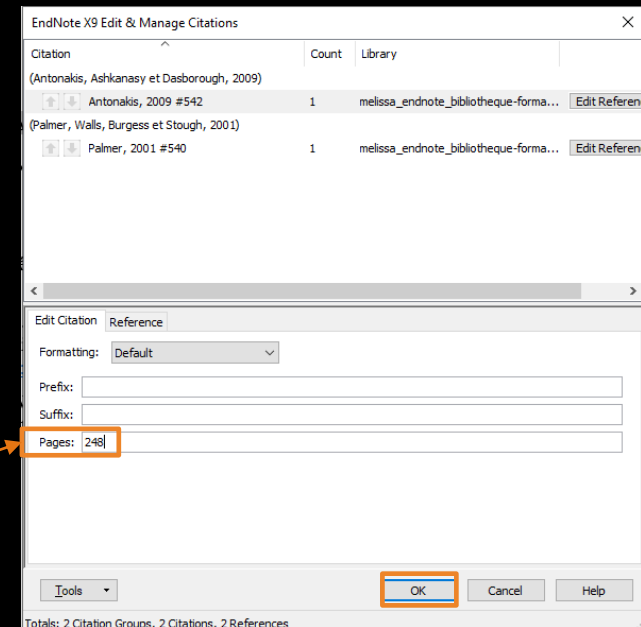 EndNote X9 Edit & Manage Citations
Citation Count Library
(Antonakis, Ashkanasy et Dasborough, 2009)
Antonakis, 2009 #542 1 melissa_endnote_bibliotheque-forma... Edit Referen
(Palmer, Walls, Burgess et Stough, 2001)
Palmer, 2001 #540 1 melissa_endnote_bibliotheque-forma... Edit Referen
Edit Citation Reference
Formatting: Default
Prefix:
Suffix:
Pages: 248
Tools OK Cancel Help
Totals: 2 Citation Groups, 2 Citations, 2 References